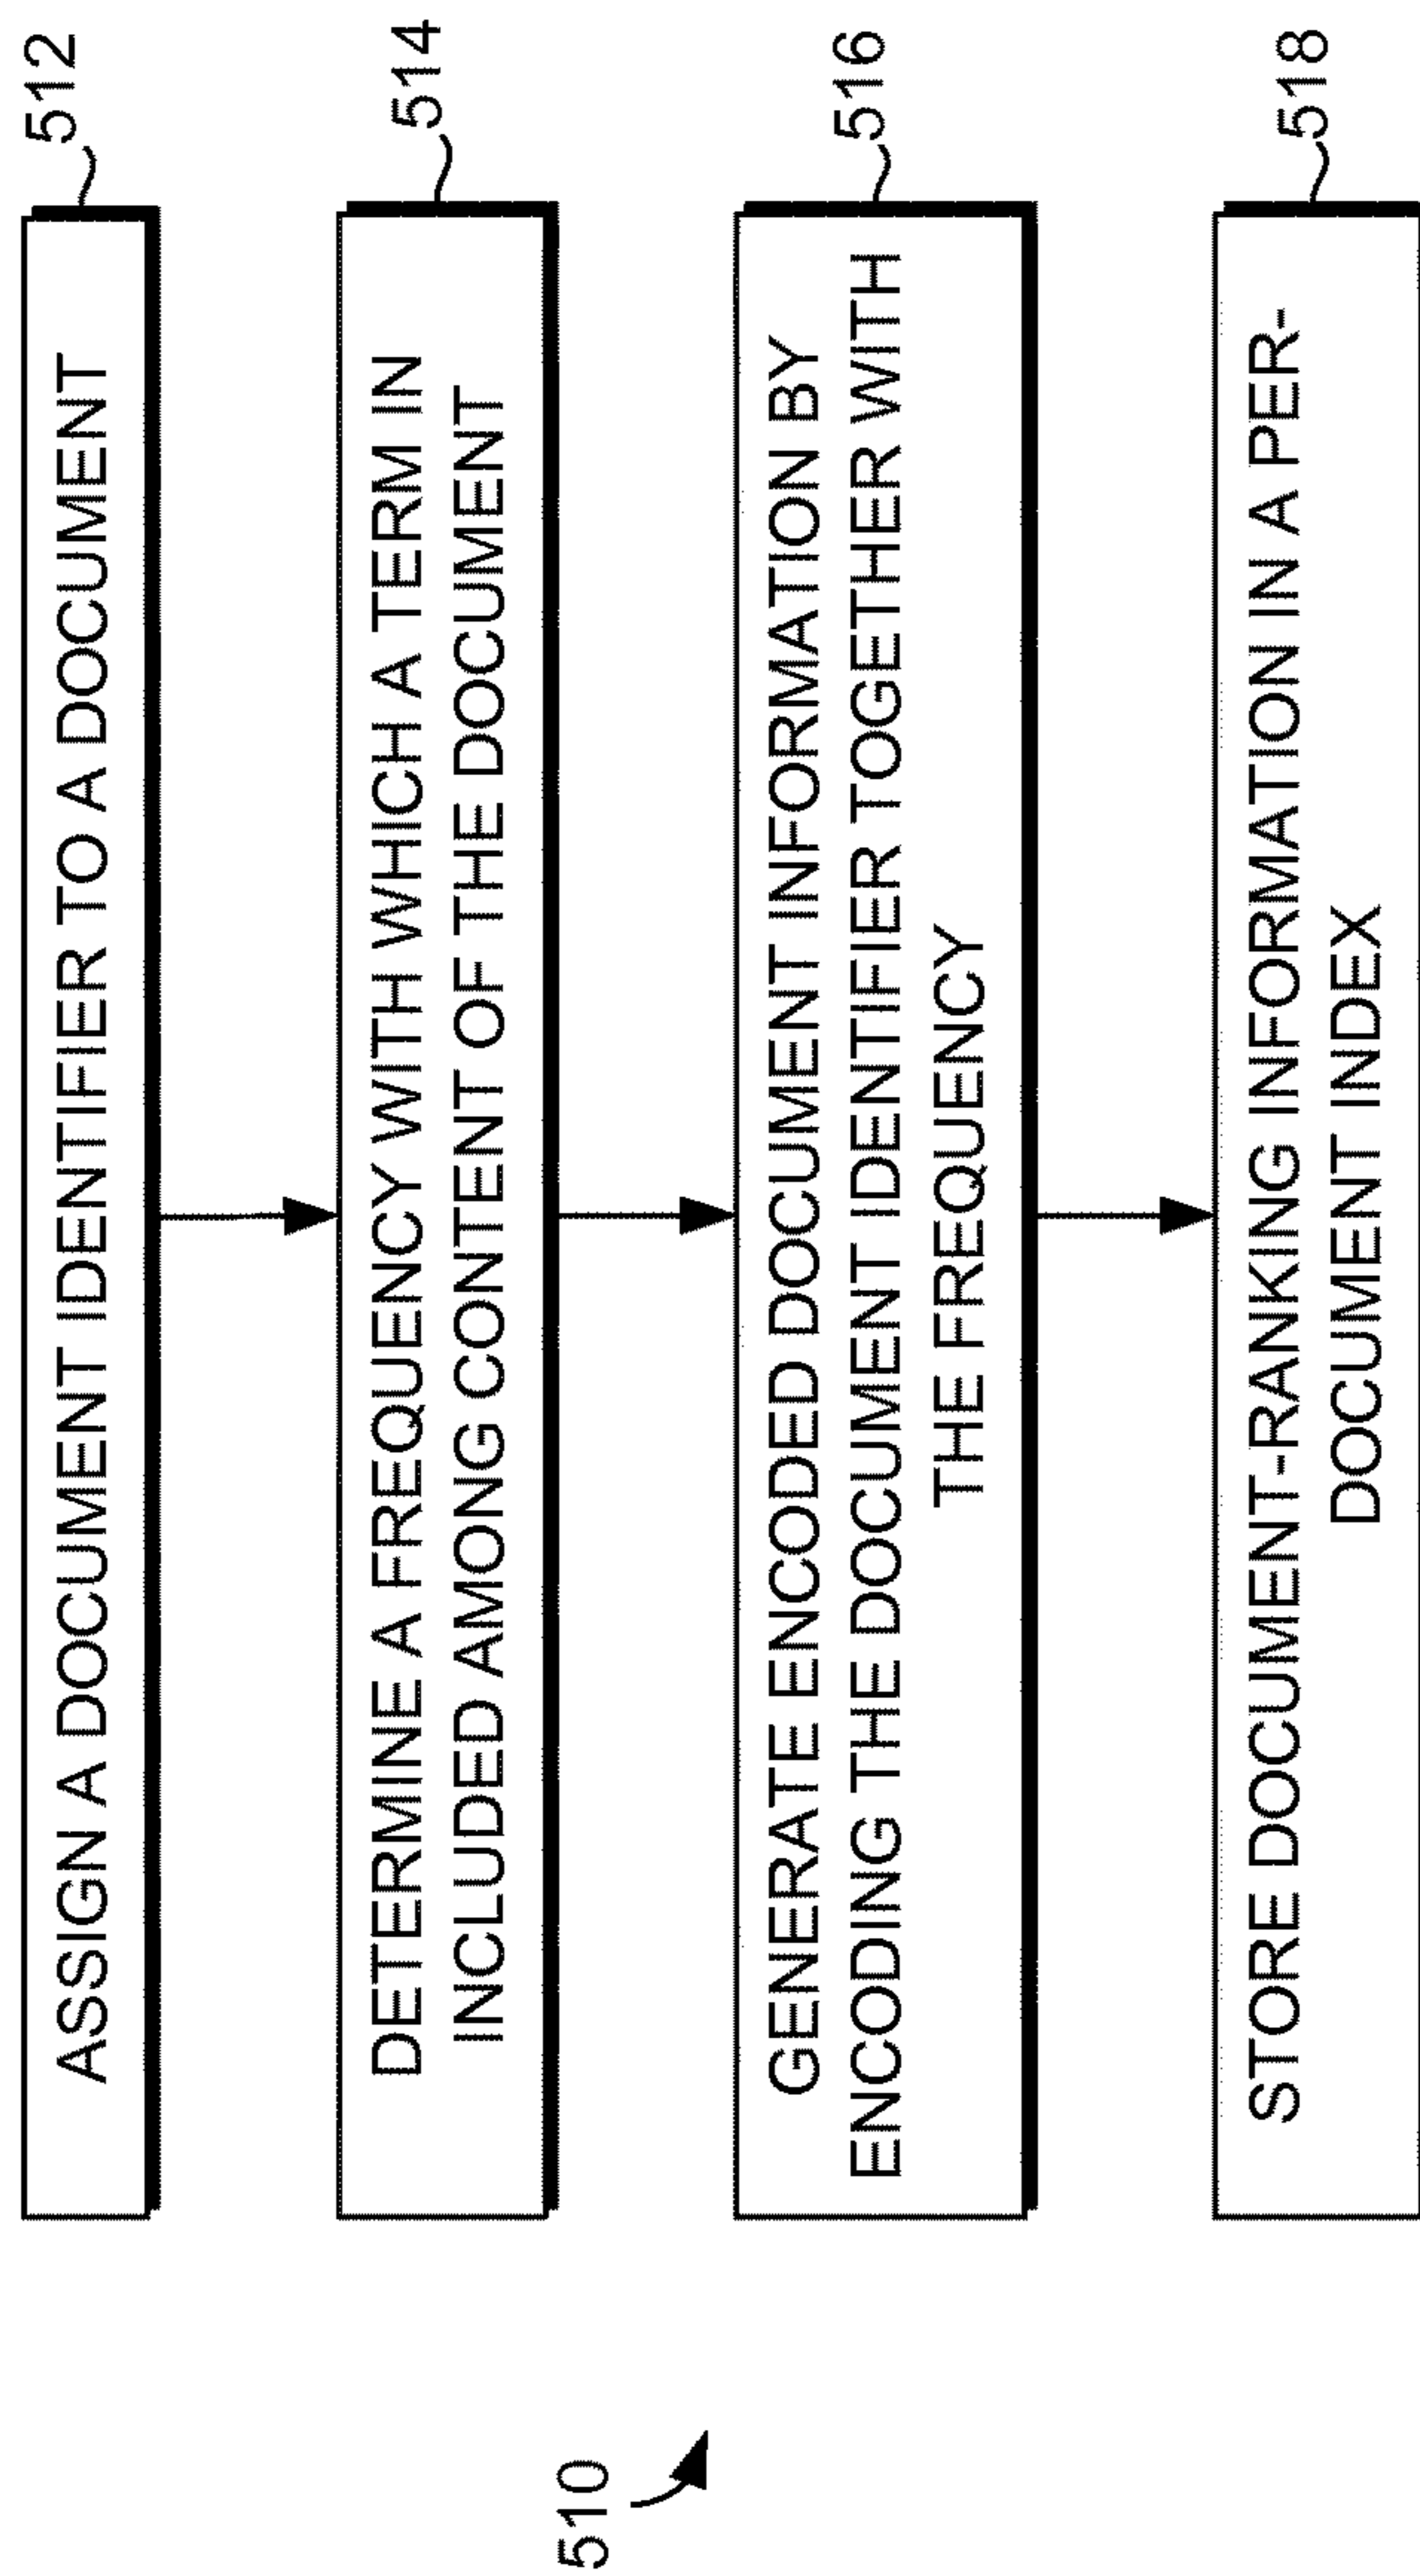 510
512
ASSIGN A DOCUMENT IDENTIFIER TO A DOCUMENT
514
DETERMINE A FREQUENCY WITH WHICH A TERM IN
INCLUDED AMONG CONTENT OF THE DOCUMENT
516
GENERATE ENCODED DOCUMENT INFORMATION BY
ENCODING THE DOCUMENT IDENTIFIER TOGETHER WITH
THE FREQUENCY
518
STORE DOCUMENT-RANKING INFORMATION IN A PER-
DOCUMENT INDEX